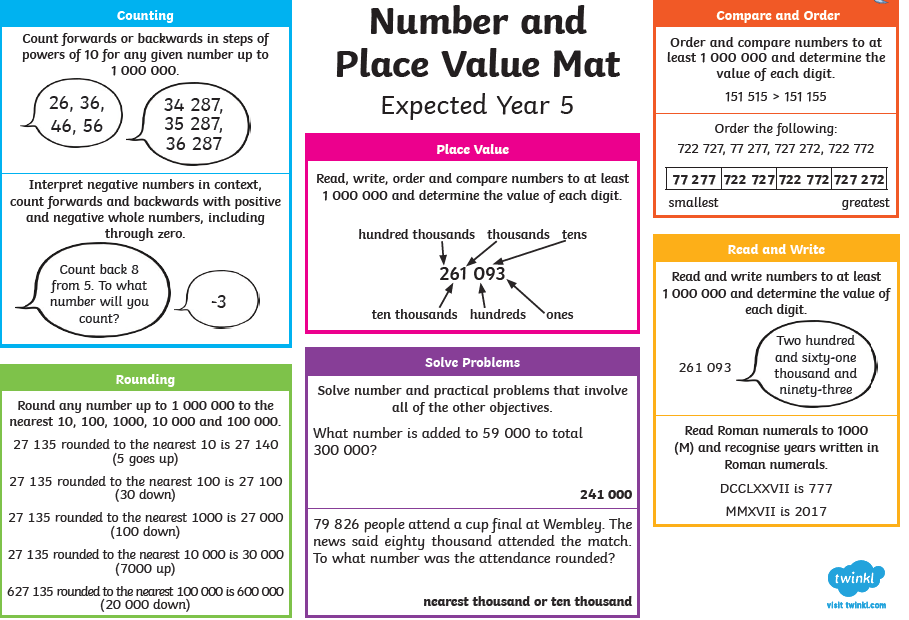 Counting
Count forwards or backwards in steps of
powers of 10 for any given number up to
1 000 000.
26, 36,
46, 56
34 287,
35 287,
36 287
Interpret negative numbers in context,
count forwards and backwards with positive
and negative whole numbers, including
through zero.
Count back 8
from 5. To what
number will you
count?
-3
Rounding
Round any number up to 1 000 000 to the
nearest 10, 100, 1000, 10 000 and 100 000.
27 135 rounded to the nearest 10 is 27 140
(5 goes up)
27 135 rounded to the nearest 100 is 27 100
(30 down)
27 135 rounded to the nearest 1000 is 27 000
(100 down)
27 135 rounded to the nearest 10 000 is 30 000
(7000 up)
627 135 rounded to the nearest 100 000 is 600 000
(20 000 down)
Number and
Place Value Mat
Expected Year 5
Place Value
Read, write, order and compare numbers to at least
1 000 000 and determine the value of each digit.
hundred thousands thousands tens
261 093
ten thousands hundreds ones
Solve Problems
Solve number and practical problems that involve
all of the other objectives.
What number is added to 59 000 to total
300 000?
241 000
79 826 people attend a cup final at Wembley. The
news said eighty thousand attended the match.
To what number was the attendance rounded?
nearest thousand or ten thousand
Compare and Order
Order and compare numbers to at
least 1 000 000 and determine the
value of each digit.
151 515 > 151 155
Order the following:
722 727, 77 277, 727 272, 722 772
77 277 722 727 722 772 727 272
smallest greatest
Read and Write
Read and write numbers to at least
1 000 000 and determine the value of
each digit.
261 093
Two hundred
and sixty-one
thousand and
ninety-three
Read Roman numerals to 1000
(M) and recognise years written in
Roman numerals.
DCCLXXVII is 777
MMXVII is 2017
twinkl
visit twinkl.com